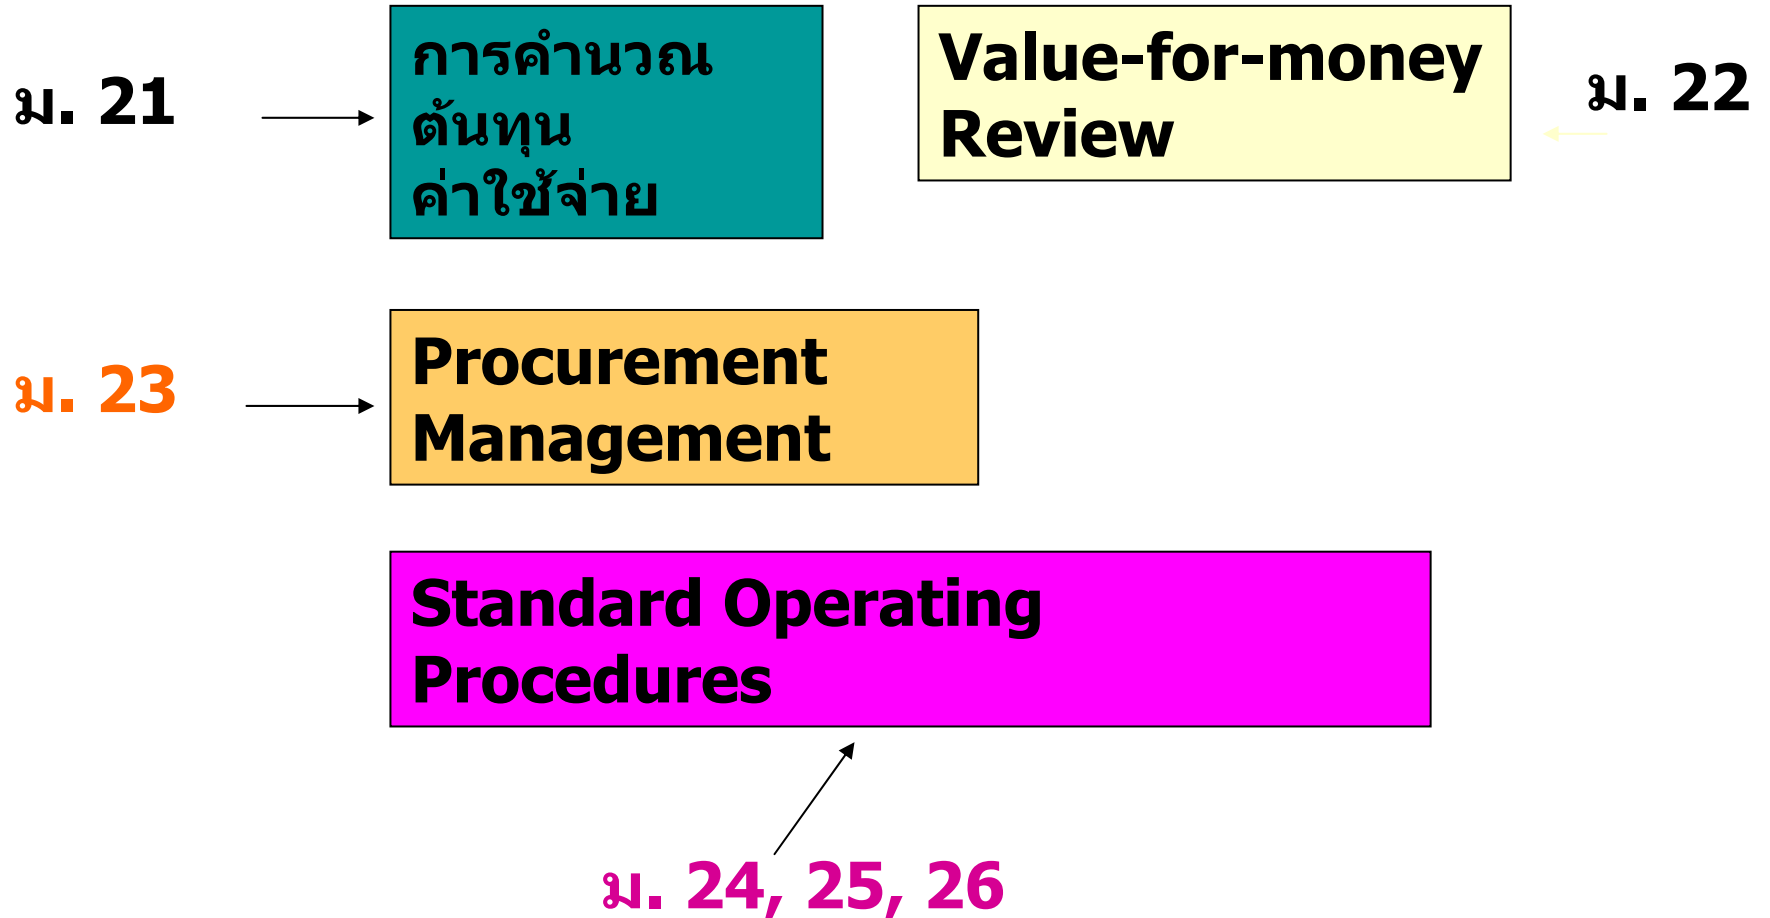 ม. 21
การคำนวณ
ต้นทุน
ค่าใช้จ่าย
Value-for-money
Review
ม. 22
ม. 23
Procurement
Management
Standard Operating
Procedures
ม. 24, 25, 26